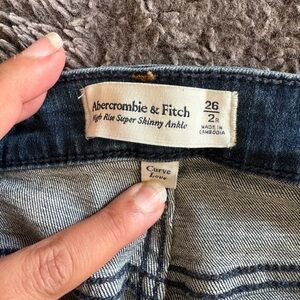 Abercrombie & Fitch
High Rise Super Skinny Ankle
26
2R
MADE IN
CAMBODIA
Curve
Love